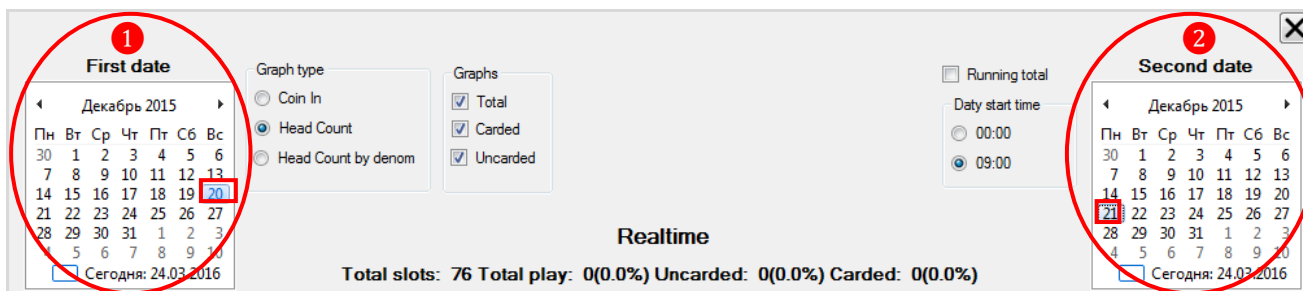 1
First date
Декабрь 2015
Пн Вт Ср Чт Пт Сб Вс
30 1 2 3 4 5 6
7 8 9 10 11 12 13
14 15 16 17 18 19 20
21 22 23 24 25 26 27
28 29 30 31 1 2 3
4 5 6 7 8 9 10
Сегодня: 24.03.2016
Graph type
Coin In
Head Count
Head Count by denom
Graphs
Total
Carded
Uncarded
Running total
Daty start time
00:00
09:00
2
Second date
Декабрь 2015
Пн Вт Ср Чт Пт Сб Вс
30 1 2 3 4 5 6
7 8 9 10 11 12 13
14 15 16 17 18 19 20
21 22 23 24 25 26 27
28 29 30 31 1 2 3
4 5 6 7 8 9 10
Сегодня: 24.03.2016
Realtime
Total slots: 76 Total play: 0(0.0%) Uncarded: 0(0.0%) Carded: 0(0.0%)